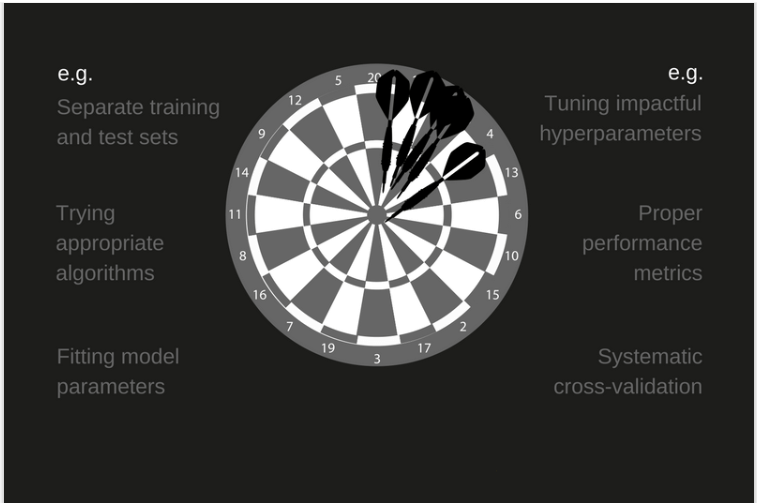 e.g.
Separate training
and test sets
Trying
appropriate
algorithms
Fitting model
parameters
20
5
12
9
14
11
8
16
7
19
3
17
2
15
10
6
13
4
e.g.
Tuning impactful
hyperparameters
Proper
performance
metrics
Systematic
cross-validation